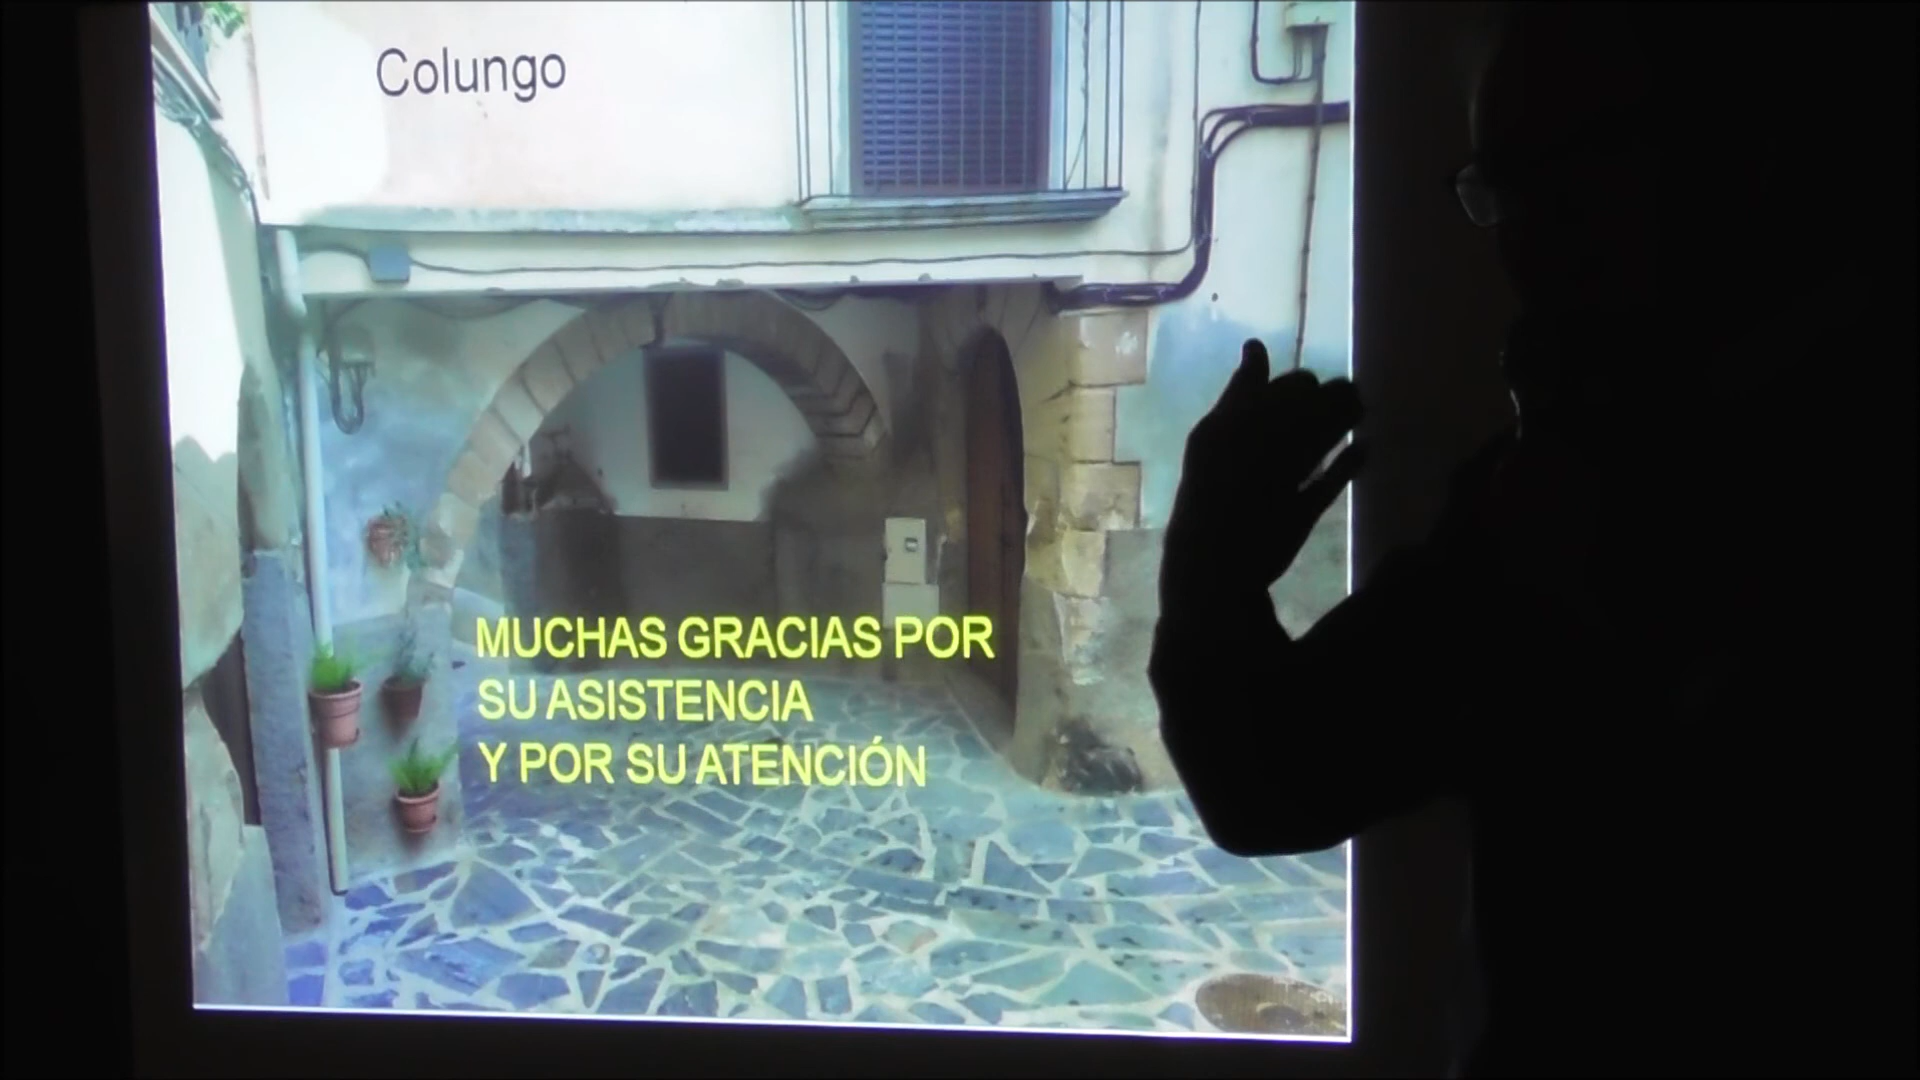 Colungo
MUCHAS GRACIAS POR
SU ASISTENCIA
Y POR SU ATENCIÓN